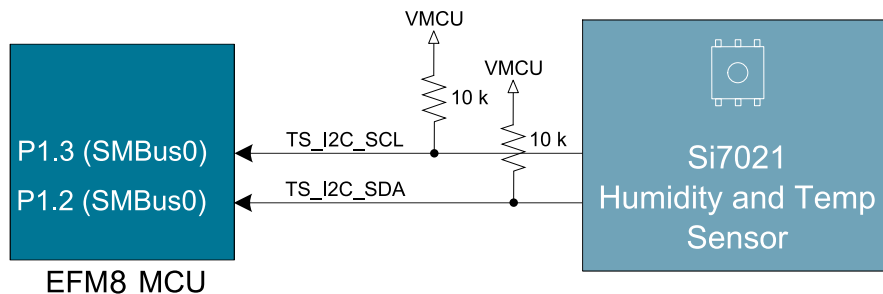 VMCU
VMCU
10 k
10 k
TS_I2C_SCL
P1.3 (SMBus0)
TS_I2C_SDA
P1.2 (SMBus0)
Si7021
Humidity and Temp
Sensor
EFM8 MCU